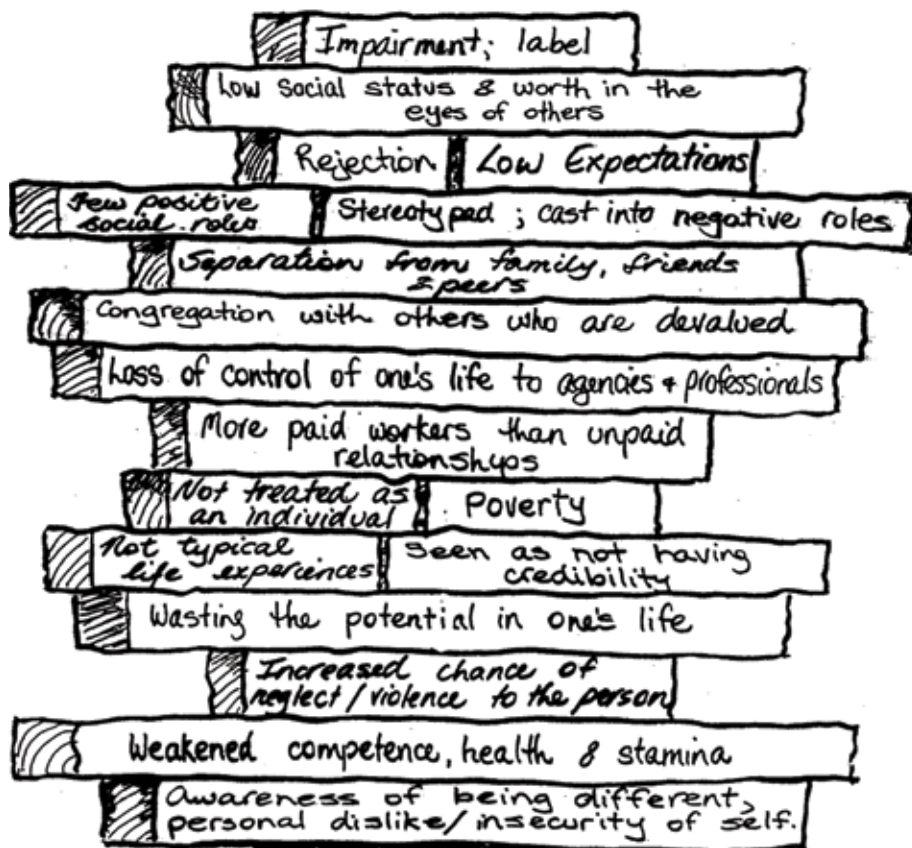 Impairment; label
Low Social status & worth in the
eyes of others
Rejection Low Expectations
Few positive
social roles
Stereotyped; cast into negative roles
Separation from family, friends
& peers
Congregation with others who are devalued
Loss of control of one's life to agencies + professionals
More paid workers than unpaid
relationships
Not treated as
an individual
Poverty
Not typical
life experiences
Seen as not having
credibility
Wasting the potential in one's life
Increased chance of
neglect/violence to the person
Weakened competence, health & stamina
Awareness of being different,
personal dislike/insecurity of self.